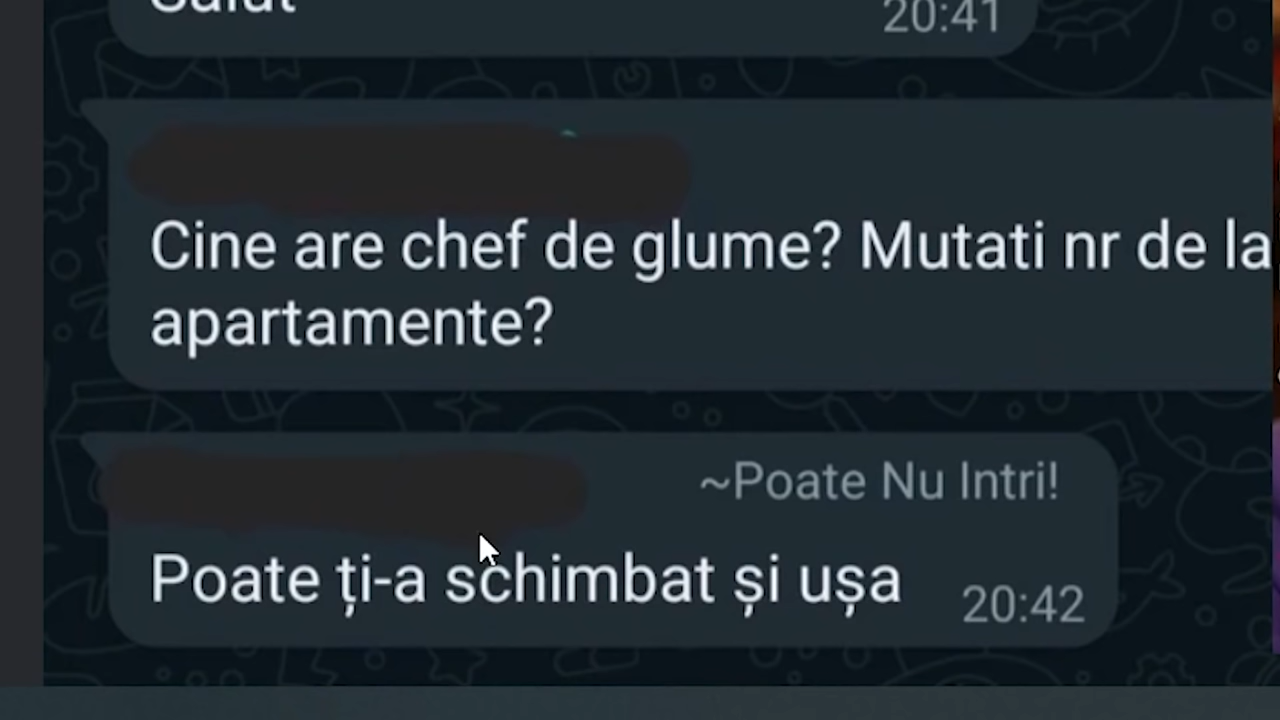 Salut
20:41
Cine are chef de glume? Mutati nr de la
apartamente?
~Poate Nu Intri!
Poate ți-a schimbat și ușa
20:42